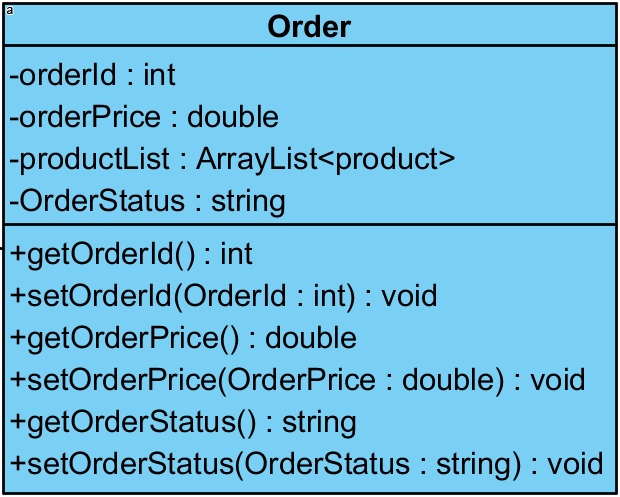 a
Order
-orderId : int
-orderPrice : double
-productList : ArrayList<product>
-OrderStatus : string
+getOrderId() : int
+setOrderId(OrderId : int) : void
+getOrderPrice() : double
+setOrderPrice(OrderPrice : double) : void
+getOrderStatus() : string
+setOrderStatus(OrderStatus : string) : void